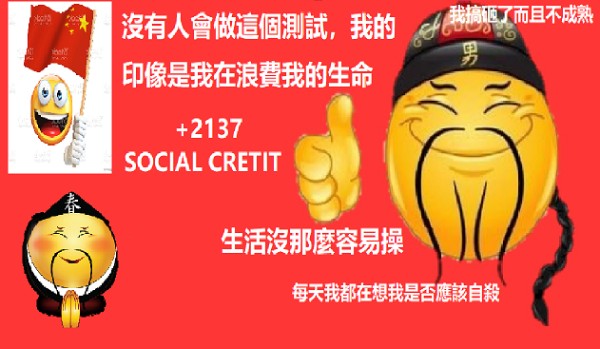 我搞砸了而且不成熟
沒有人會做這個測試，我的
印像是我在浪費我的生命
+2137
SOCIAL CRETIT
男
春
生活沒那麼容易操
每天我都在想我是否應該自殺